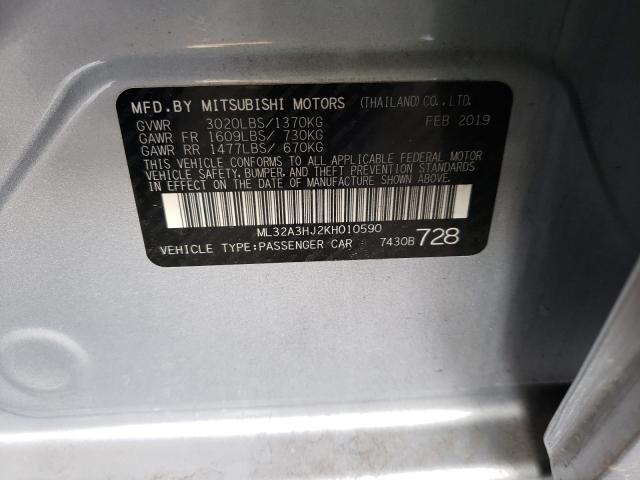 MFD.BY MITSUBISHI MOTORS (THAILAND)CO.,LTD.
GVWR 3020LBS/1370KG FEB 2019
GAWR FR 1609LBS/ 730KG
GAWR RR 1477LBS/ 670KG
THIS VEHICLE CONFORMS TO ALL APPLICABLE FEDERAL MOTOR
VEHICLE SAFETY, BUMPER, AND THEFT PREVENTION STANDARDS
IN EFFECT ON THE DATE OF MANUFACTURE SHOWN ABOVE.
ML32A3HJ2KH010590
VEHICLE TYPE:PASSENGER CAR 7430B 728